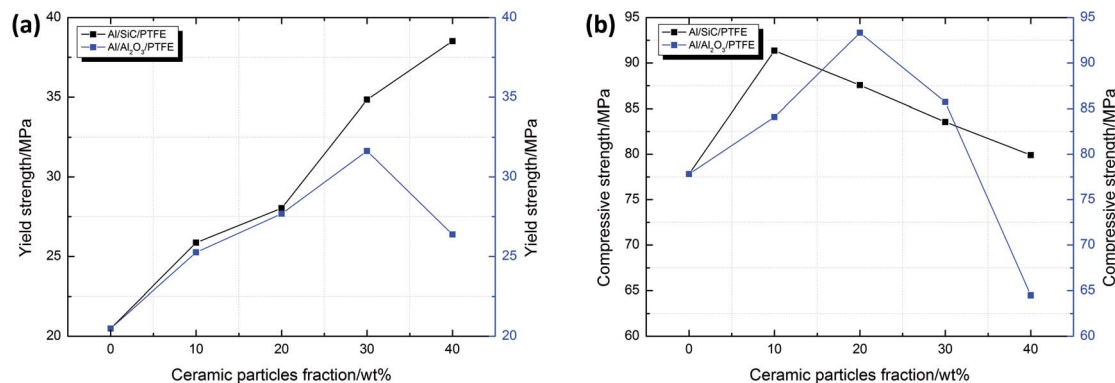 (a)
Al/SiC/PTFE
Al/Al₂O₃/PTFE
40 40
35 35
30 30
25 25
20 20
Yield strength/MPa
Yield strength/MPa
0 10 20 30 40
Ceramic particles fraction/wt%
(b)
Al/SiC/PTFE
Al/Al₂O₃/PTFE
95 95
90 90
85 85
80 80
75 75
70 70
65 65
60 60
Compressive strength/MPa
Compressive strength/MPa
0 10 20 30 40
Ceramic particles fraction/wt%